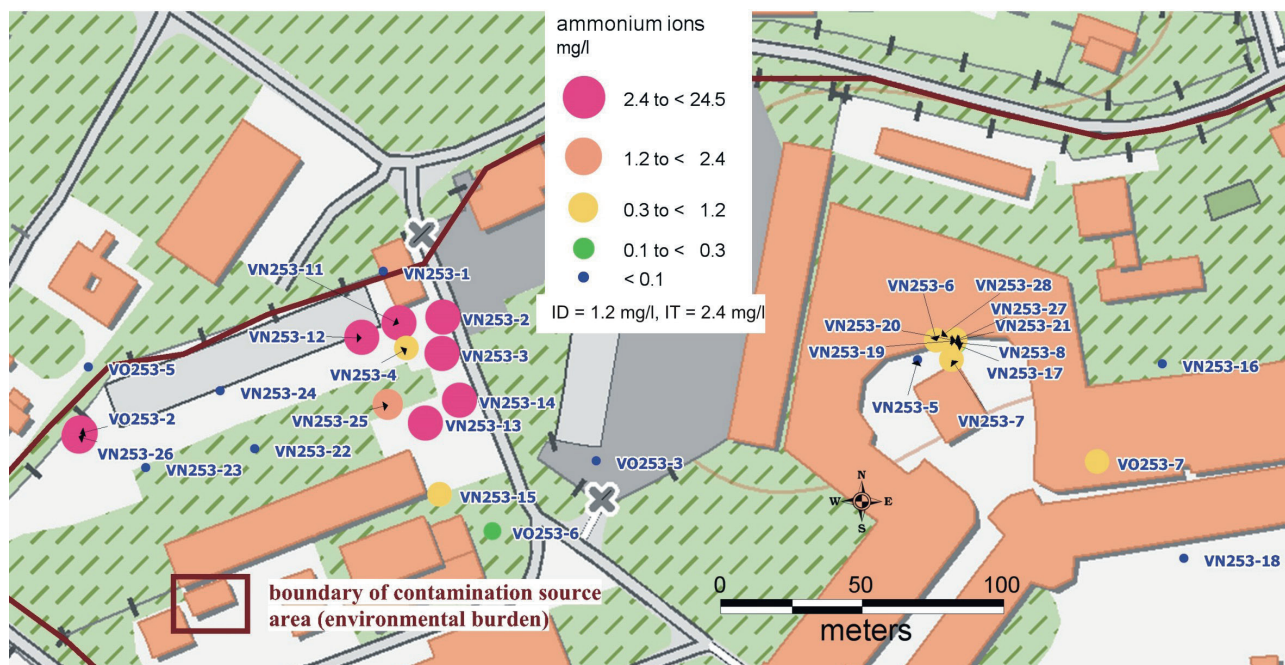 ammonium ions
mg/l
2.4 to < 24.5
1.2 to < 2.4
0.3 to < 1.2
0.1 to < 0.3
< 0.1
ID = 1.2 mg/l, IT = 2.4 mg/l
VN253-11
VN253-1
VN253-12
VN253-2
VN253-3
VN253-4
VO253-5
VN253-24
VN253-14
VO253-2
VN253-25
VN253-13
VN253-26
VN253-22
VN253-23
VN253-15
VO253-6
VO253-3
VN253-6
VN253-28
VN253-27
VN253-20
VN253-21
VN253-19
VN253-8
VN253-17
VN253-16
VN253-5
VN253-7
VO253-7
VN253-18
N
W E
S
0 50 100
meters
boundary of contamination source
area (environmental burden)